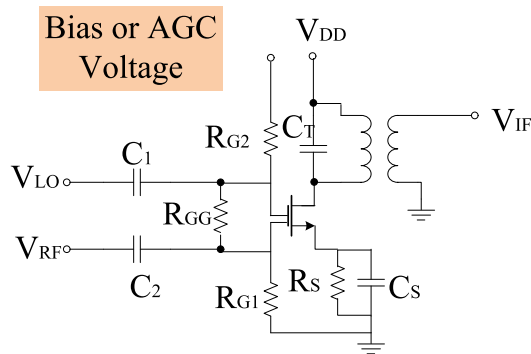 Bias or AGC
Voltage
VDD
VIF
CT
RG2
C1
VLO
RGG
VRF
C2
RG1
RS
CS